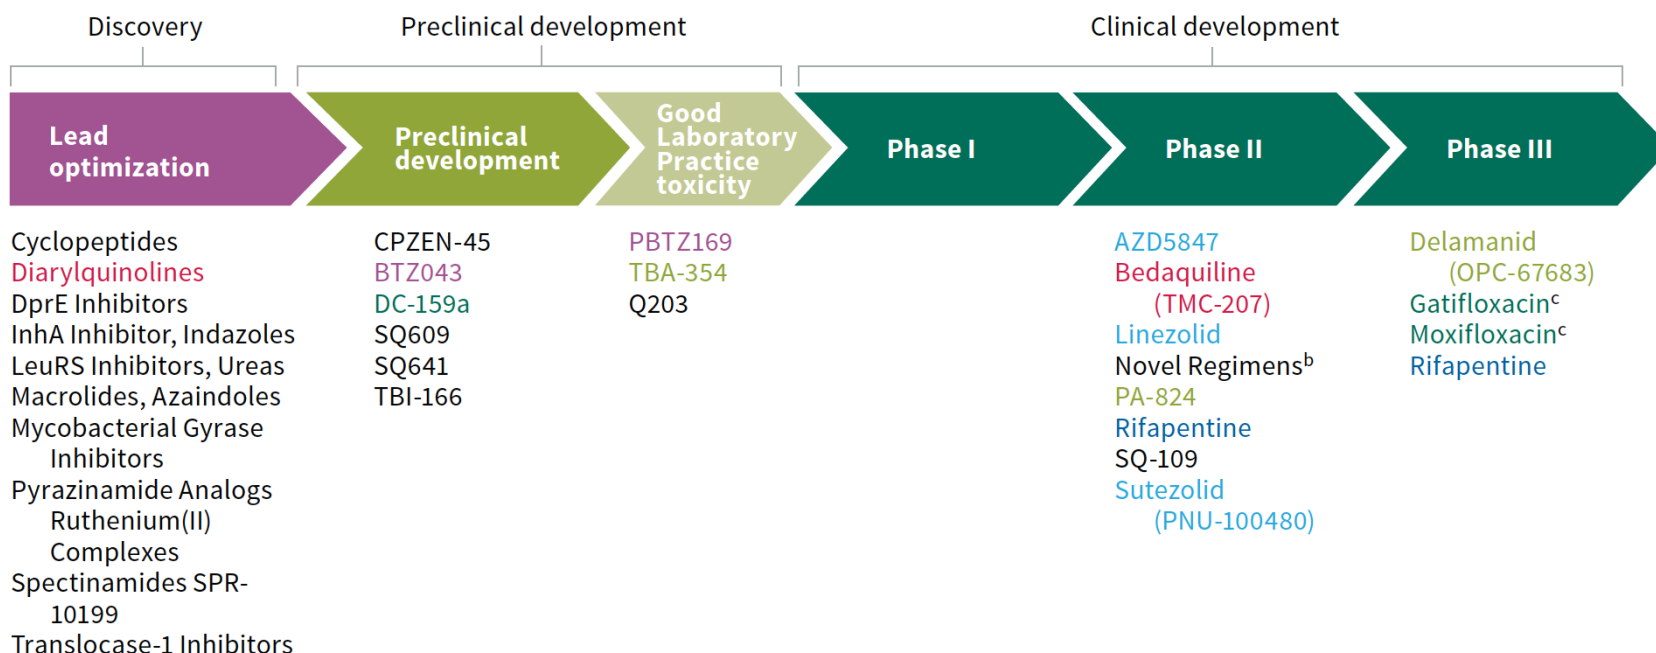 Discovery
Preclinical development
Clinical development
Lead
optimization
Preclinical
development
Good
Laboratory
Practice
toxicity
Phase I
Phase II
Phase III
Cyclopeptides
Diarylquinolines
DprE Inhibitors
InhA Inhibitor, Indazoles
LeuRS Inhibitors, Ureas
Macrolides, Azaindoles
Mycobacterial Gyrase
Inhibitors
Pyrazinamide Analogs
Ruthenium(II)
Complexes
Spectinamides SPR-
10199
Translocase-1 Inhibitors
CPZEN-45
BTZ043
DC-159a
SQ609
SQ641
TBI-166
PBTZ169
TBA-354
Q203
AZD5847
Bedaquiline
(TMC-207)
Linezolid
Novel Regimensᵇ
PA-824
Rifapentine
SQ-109
Sutezolid
(PNU-100480)
Delamanid
(OPC-67683)
Gatifloxacinᶜ
Moxifloxacinᶜ
Rifapentine